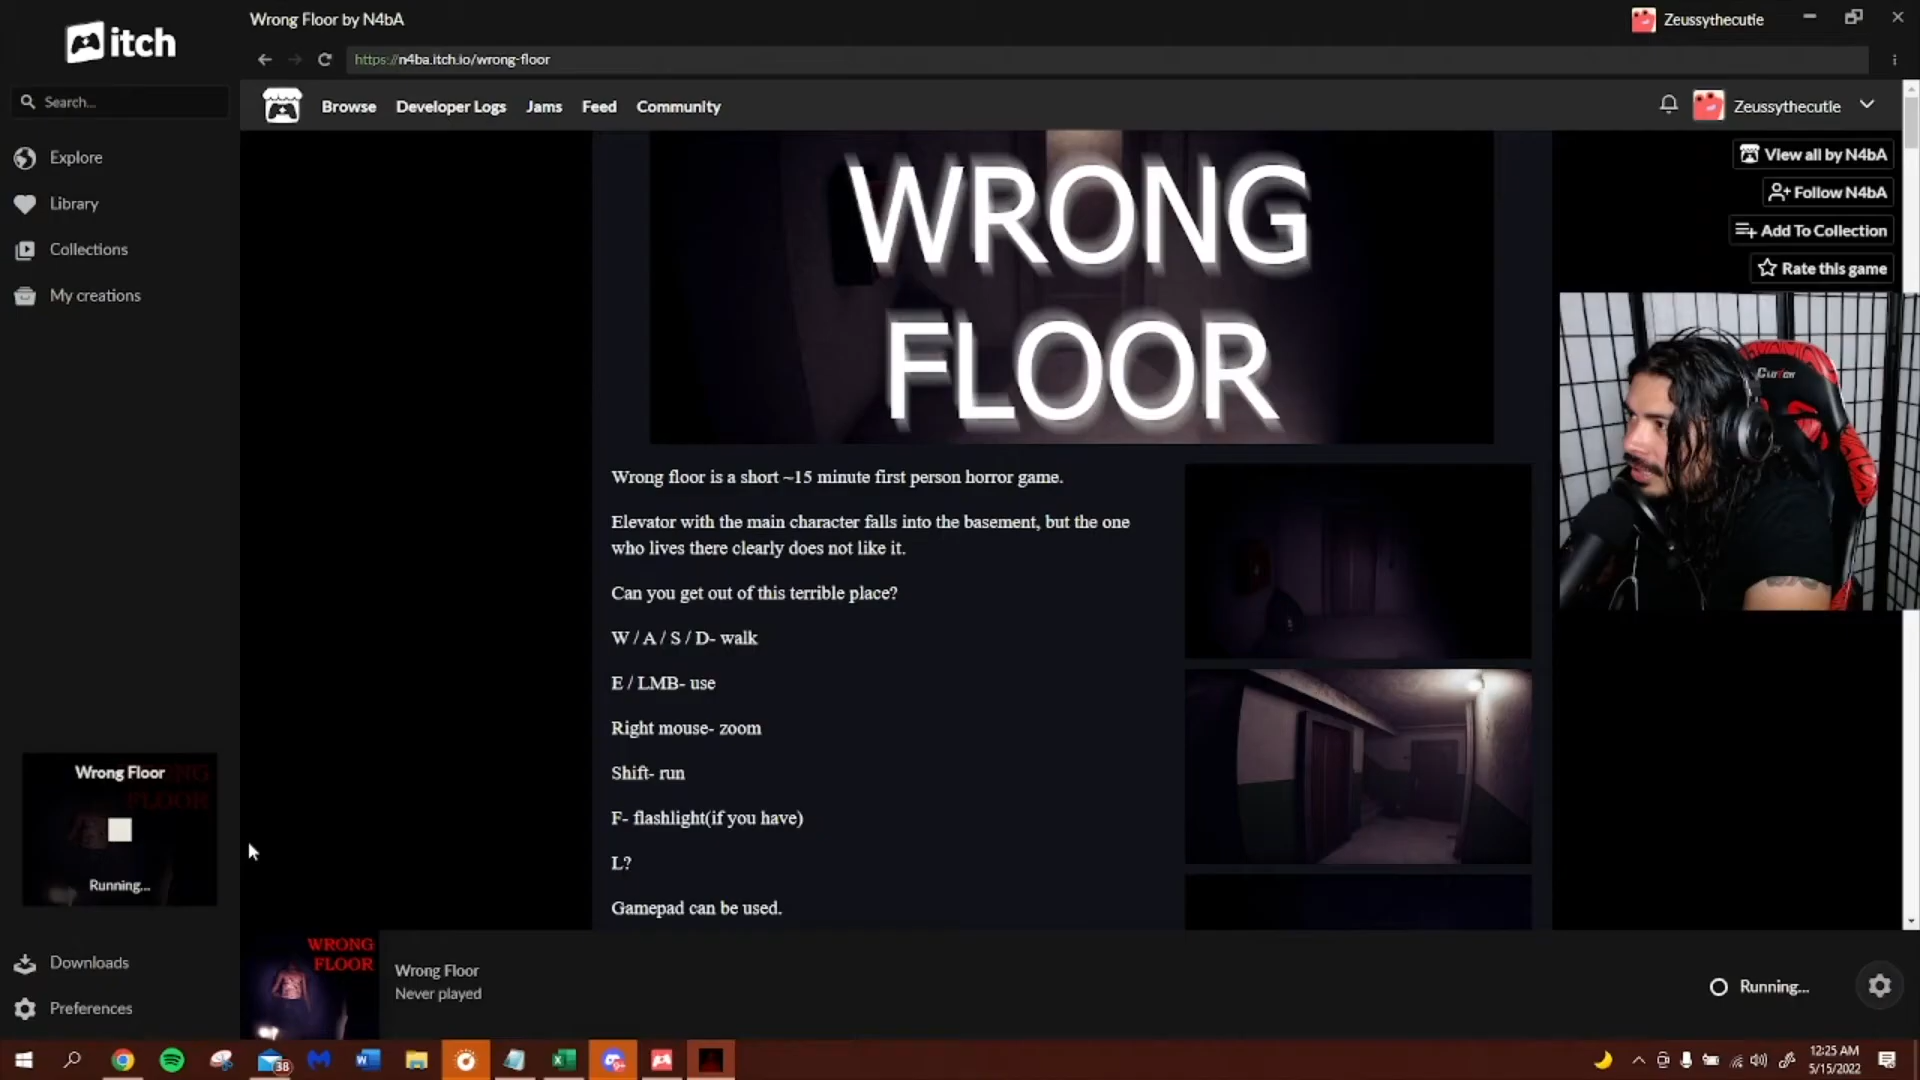 Wrong Floor by N4bA
Zeussythecutie
itch
https://n4ba.itch.io/wrong-floor
Search...
Browse
Developer Logs
Jams
Feed
Community
Zeussythecutie
Explore
Library
Collections
My creations
View all by N4bA
Follow N4bA
Add To Collection
Rate this game
WRONG
FLOOR
Wrong floor is a short ~15 minute first person horror game.
Elevator with the main character falls into the basement, but the one
who lives there clearly does not like it.
Can you get out of this terrible place?
W / A / S / D- walk
E / LMB- use
Right mouse- zoom
Shift- run
F- flashlight(if you have)
L?
Gamepad can be used.
Wrong Floor
WRONG
FLOOR
Running...
CLUTCH
Downloads
Preferences
WRONG
FLOOR
Wrong Floor
Never played
Running...
38
12:25 AM
5/15/2022